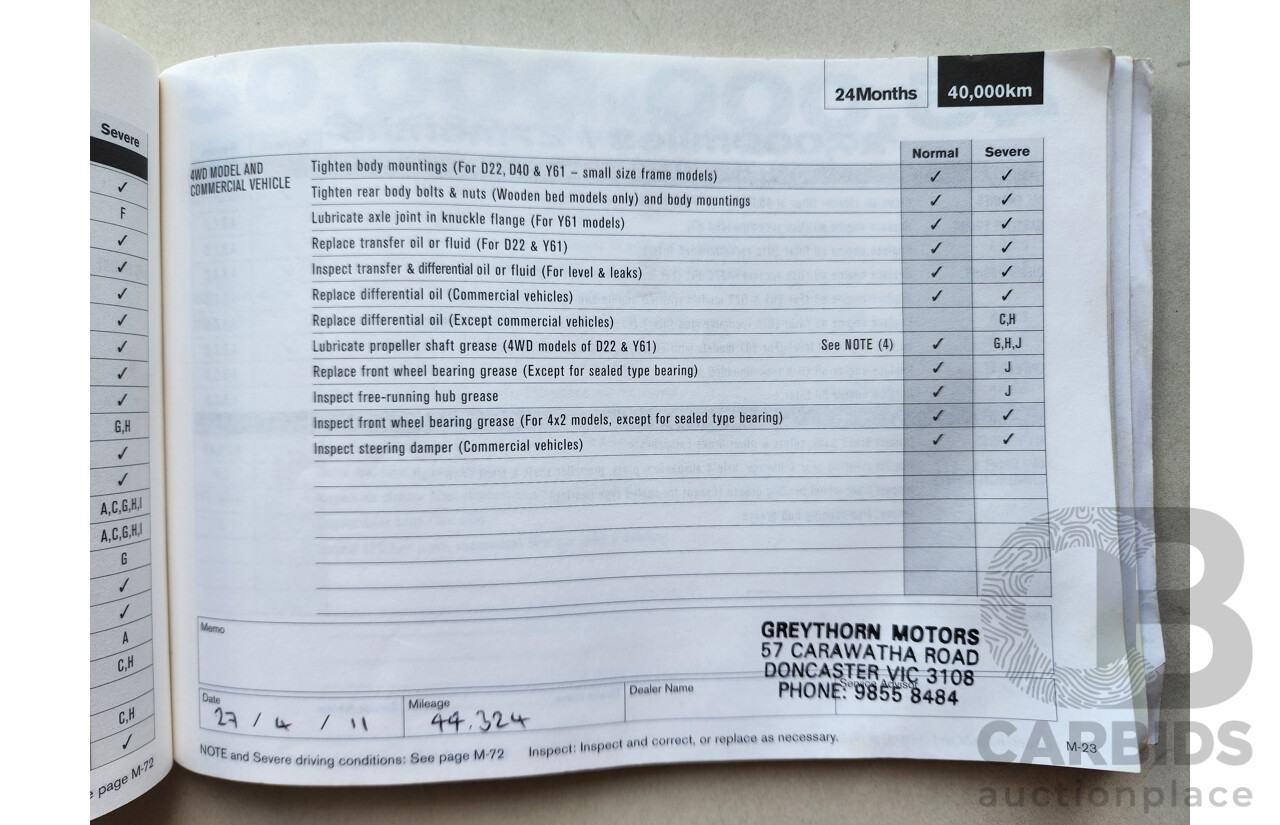 Severe
✓
F
✓
✓
✓
✓
✓
✓
✓
G,H
✓
✓
A,C,G,H,I
A,C,G,H,I
G
✓
✓
A
C,H
C,H
✓
page M-72
24Months 40,000km
Normal Severe
4WD MODEL AND
COMMERCIAL VEHICLE
Tighten body mountings (For D22, D40 & Y61 – small size frame models) ✓ ✓
Tighten rear body bolts & nuts (Wooden bed models only) and body mountings ✓ ✓
Lubricate axle joint in knuckle flange (For Y61 models) ✓ ✓
Replace transfer oil or fluid (For D22 & Y61) ✓ ✓
Inspect transfer & differential oil or fluid (For level & leaks) ✓ ✓
Replace differential oil (Commercial vehicles) ✓ ✓
Replace differential oil (Except commercial vehicles) C,H
Lubricate propeller shaft grease (4WD models of D22 & Y61) See NOTE (4) ✓ G,H,J
Replace front wheel bearing grease (Except for sealed type bearing) ✓ J
Inspect free-running hub grease ✓ J
Inspect front wheel bearing grease (For 4x2 models, except for sealed type bearing) ✓ ✓
Inspect steering damper (Commercial vehicles) ✓ ✓
Memo
GREYTHORN MOTORS
57 CARAWATHA ROAD
DONCASTER VIC 3108
PHONE: 9855 8484
Date
27 / 4 / 11
Mileage
44.324
Dealer Name
Service Advisor
NOTE and Severe driving conditions: See page M-72 Inspect: Inspect and correct, or replace as necessary.
M-23
CARBIDS
auctionplace